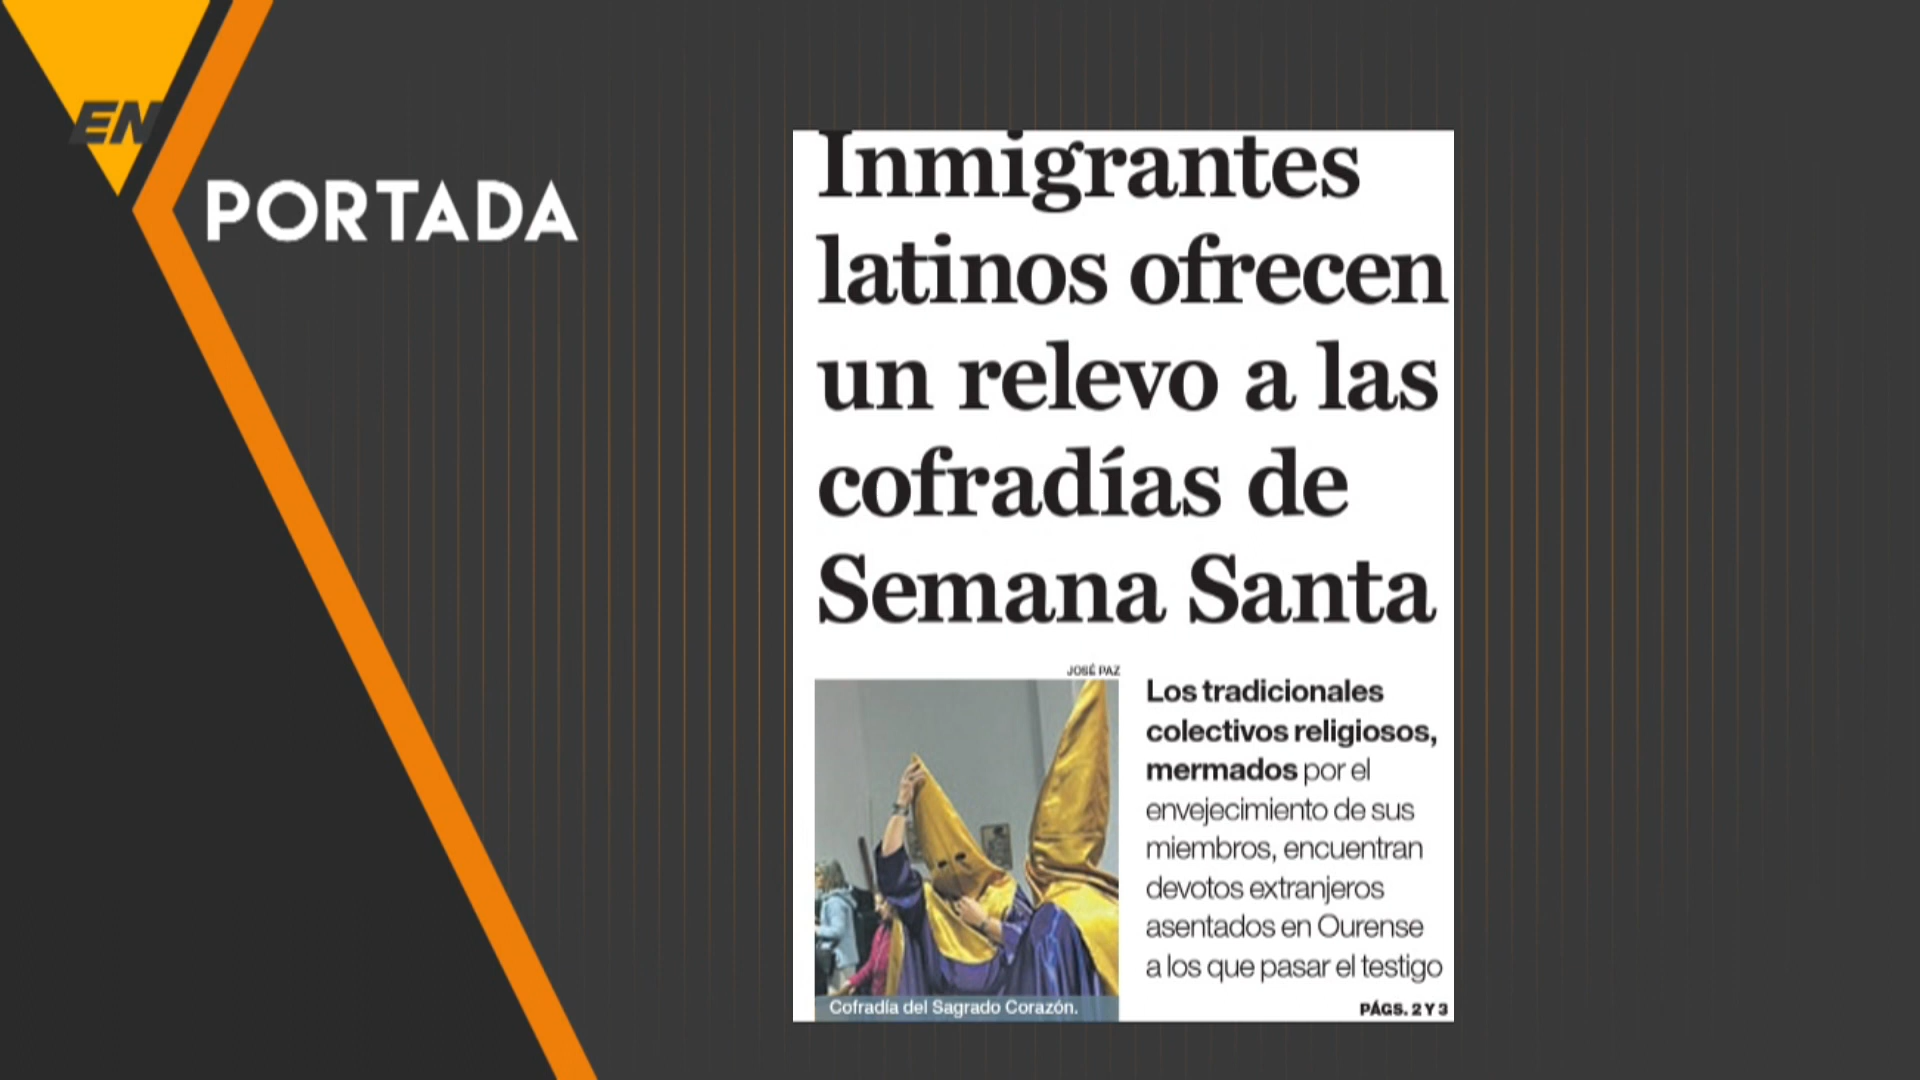 EN
PORTADA
Inmigrantes
latinos ofrecen
un relevo a las
cofradías de
Semana Santa
JOSÉ PAZ
Los tradicionales
colectivos religiosos,
mermados por el
envejecimiento de sus
miembros, encuentran
devotos extranjeros
asentados en Ourense
a los que pasar el testigo
Cofradía del Sagrado Corazón.
PÁGS. 2 Y 3